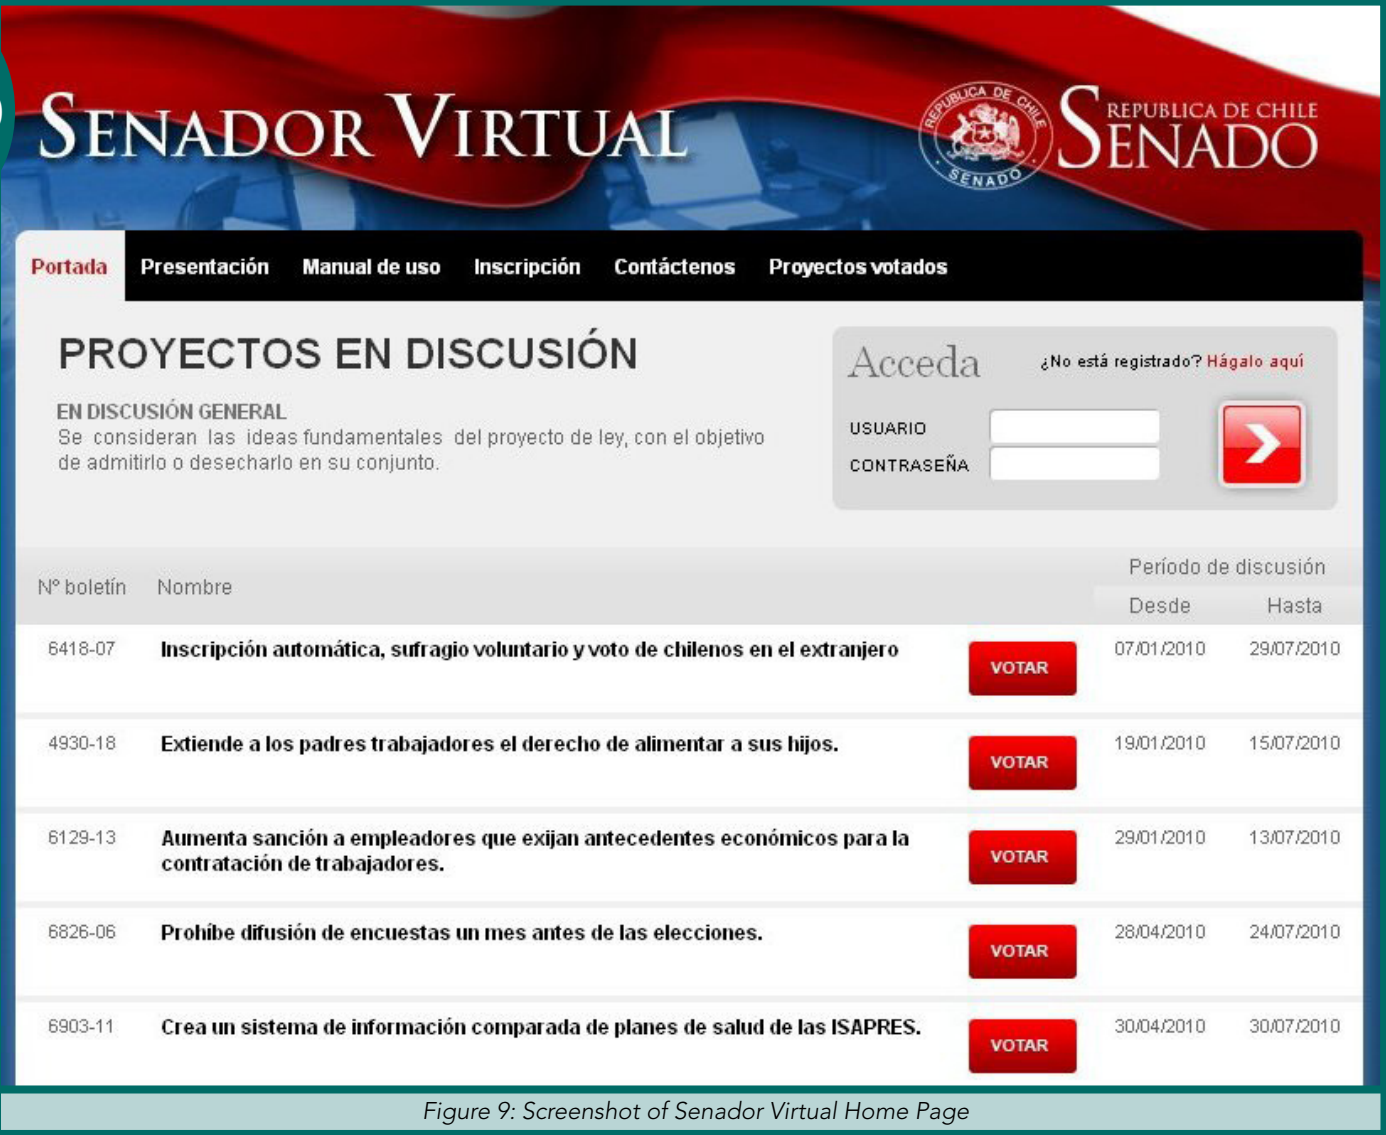 SENADOR VIRTUAL
REPUBLICA DE CHILE
SENADO
REPUBLICA DE CHILE
SENADO
Portada Presentación Manual de uso Inscripción Contáctenos Proyectos votados
PROYECTOS EN DISCUSIÓN
EN DISCUSIÓN GENERAL
Se consideran las ideas fundamentales del proyecto de ley, con el objetivo
de admitirlo o desecharlo en su conjunto.
Acceda ¿No está registrado? Hágalo aquí
USUARIO
CONTRASEÑA
Nº boletín Nombre Período de discusión
Desde Hasta
6418-07 Inscripción automática, sufragio voluntario y voto de chilenos en el extranjero VOTAR 07/01/2010 29/07/2010
4930-18 Extiende a los padres trabajadores el derecho de alimentar a sus hijos. VOTAR 19/01/2010 15/07/2010
6129-13 Aumenta sanción a empleadores que exijan antecedentes económicos para la VOTAR 29/01/2010 13/07/2010
contratación de trabajadores.
6826-06 Prohíbe difusión de encuestas un mes antes de las elecciones. VOTAR 28/04/2010 24/07/2010
6903-11 Crea un sistema de información comparada de planes de salud de las ISAPRES. VOTAR 30/04/2010 30/07/2010
Figure 9: Screenshot of Senador Virtual Home Page